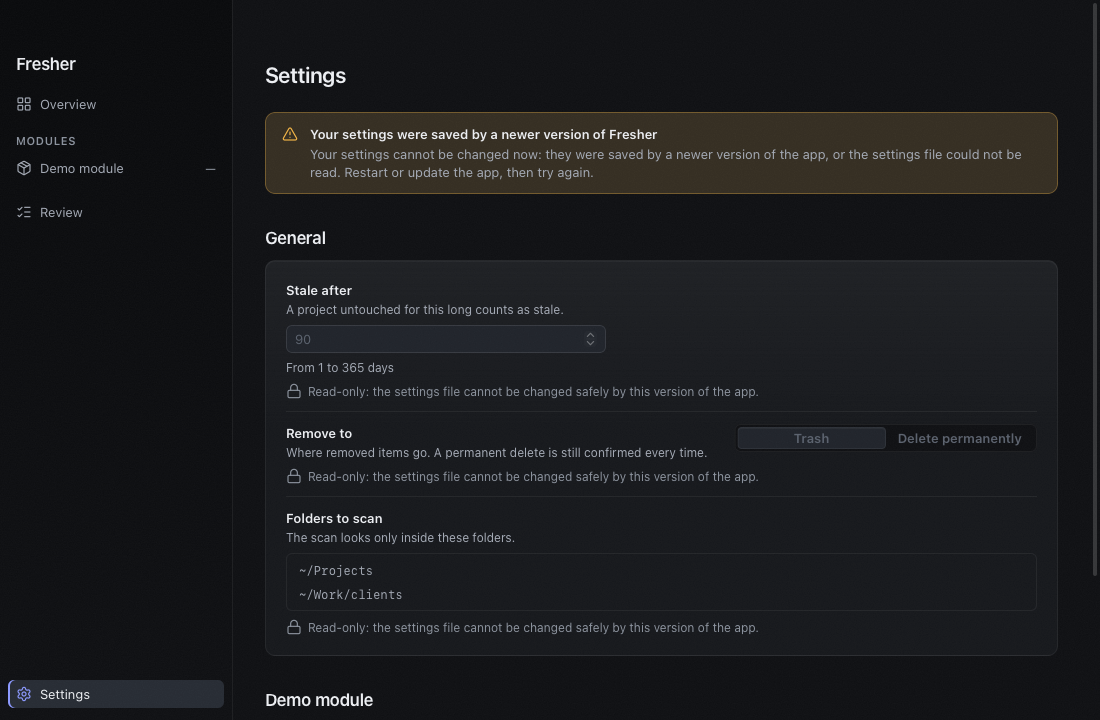 Fresher
Overview
MODULES
Demo module
Review
Settings
Settings
Your settings were saved by a newer version of Fresher
Your settings cannot be changed now: they were saved by a newer version of the app, or the settings file could not be
read. Restart or update the app, then try again.
General
Stale after
A project untouched for this long counts as stale.
90
From 1 to 365 days
Read-only: the settings file cannot be changed safely by this version of the app.
Remove to
Where removed items go. A permanent delete is still confirmed every time.
Trash
Delete permanently
Read-only: the settings file cannot be changed safely by this version of the app.
Folders to scan
The scan looks only inside these folders.
~/Projects
~/Work/clients
Read-only: the settings file cannot be changed safely by this version of the app.
Demo module